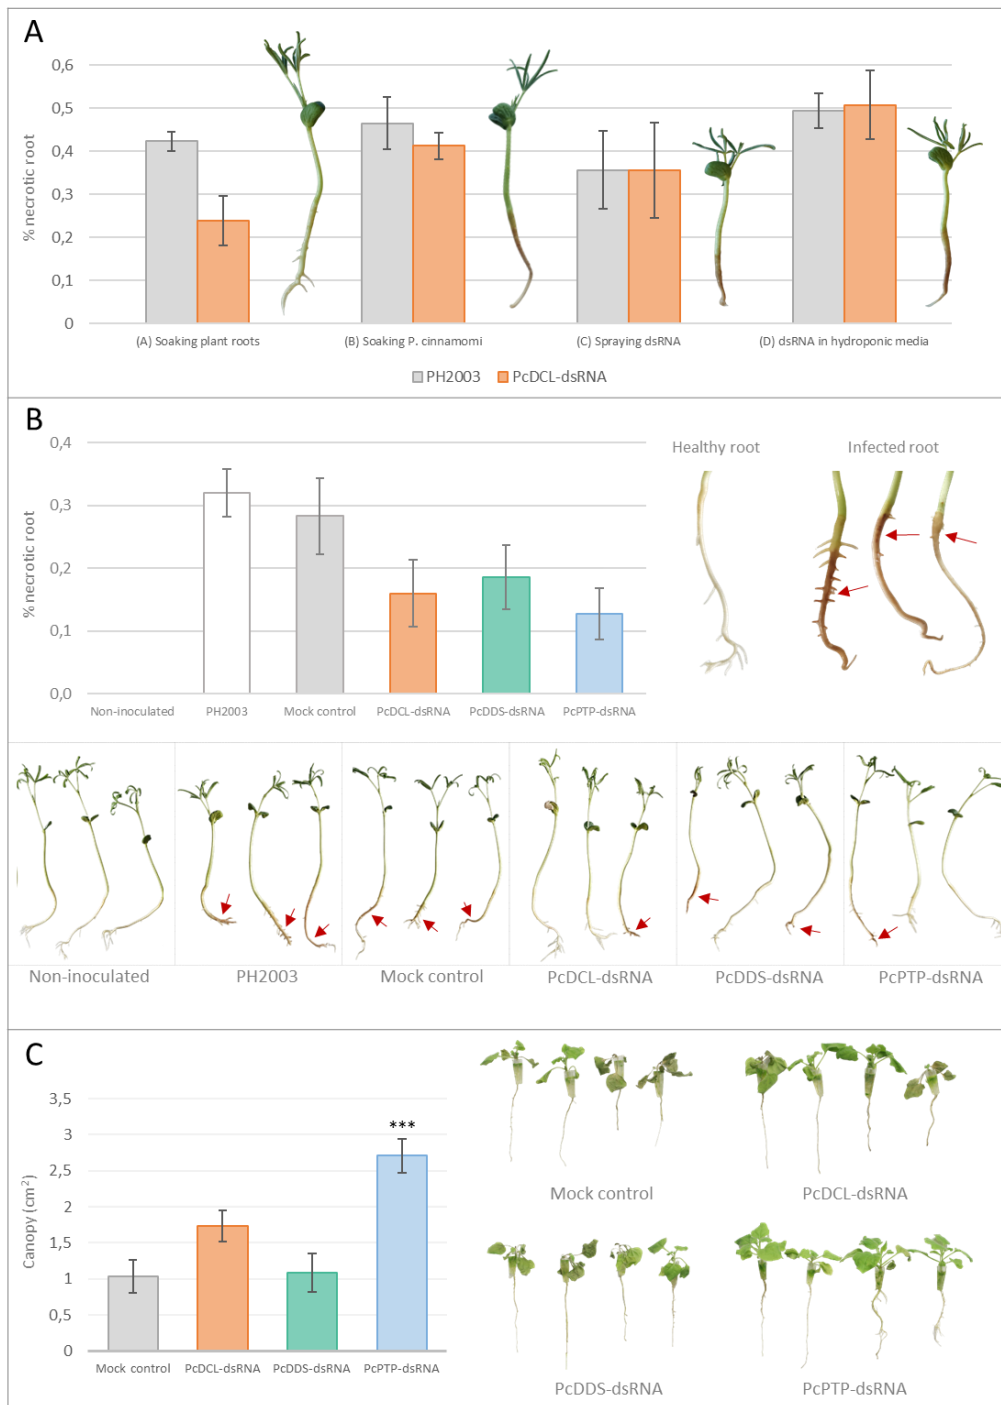 A
% necrotic root
0,6
0,5
0,4
0,3
0,2
0,1
0
(A) Soaking plant roots
(B) Soaking P. cinnamomi
(C) Spraying dsRNA
(D) dsRNA in hydroponic media
PH2003
PcDCL-dsRNA
B
% necrotic root
0,4
0,3
0,2
0,1
0,0
Non-inoculated
PH2003
Mock control
PcDCL-dsRNA
PcDDS-dsRNA
PcPTP-dsRNA
Healthy root
Infected root
Non-inoculated
PH2003
Mock control
PcDCL-dsRNA
PcDDS-dsRNA
PcPTP-dsRNA
C
Canopy (cm²)
3,5
3
2,5
2
1,5
1
0,5
0
***
Mock control
PcDCL-dsRNA
PcDDS-dsRNA
PcPTP-dsRNA
Mock control
PcDCL-dsRNA
PcDDS-dsRNA
PcPTP-dsRNA